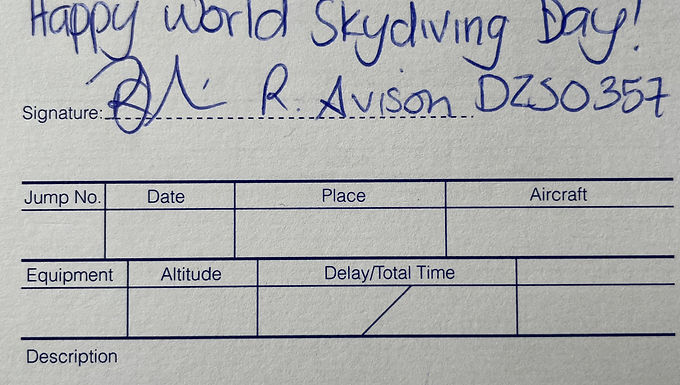 Happy World Skydiving Day!
Signature: R. Avison DZSO357
Jump No. Date Place Aircraft
Equipment Altitude Delay/Total Time
Description